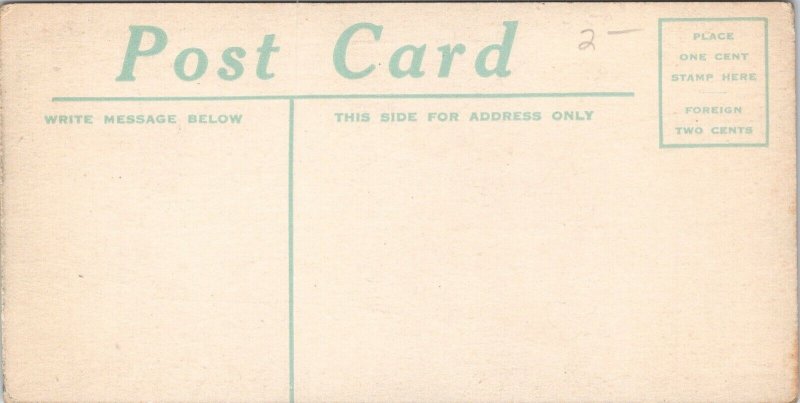 Post Card
2 —
PLACE
ONE CENT
STAMP HERE
FOREIGN
TWO CENTS
WRITE MESSAGE BELOW
THIS SIDE FOR ADDRESS ONLY